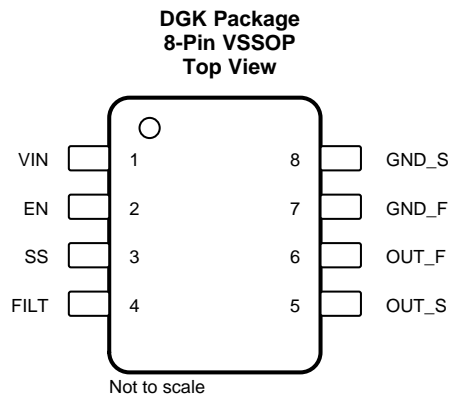 DGK Package
8-Pin VSSOP
Top View
VIN 1 8 GND_S
EN 2 7 GND_F
SS 3 6 OUT_F
FILT 4 5 OUT_S
Not to scale